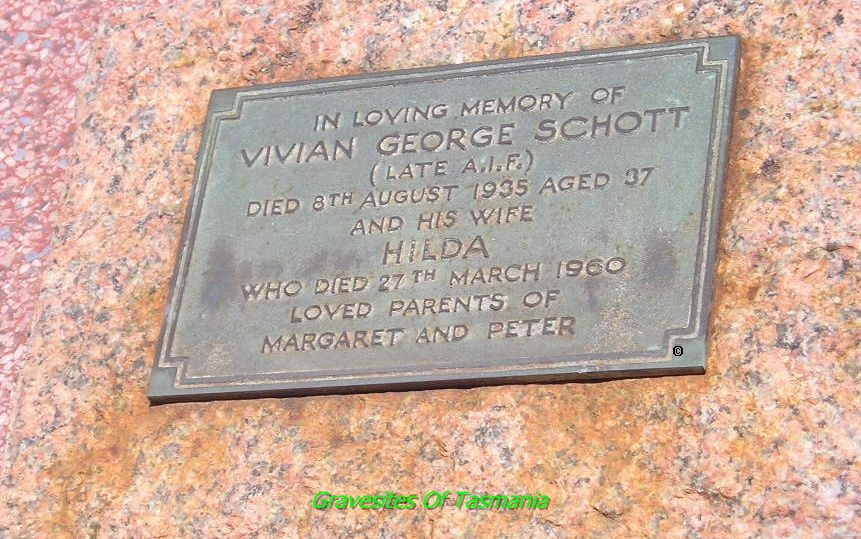 IN LOVING MEMORY OF
VIVIAN GEORGE SCHOTT
(LATE A.I.F.)
DIED 8TH AUGUST 1935 AGED 37
AND HIS WIFE
HILDA
WHO DIED 27TH MARCH 1960
LOVED PARENTS OF
MARGARET AND PETER
©
Gravesites Of Tasmania